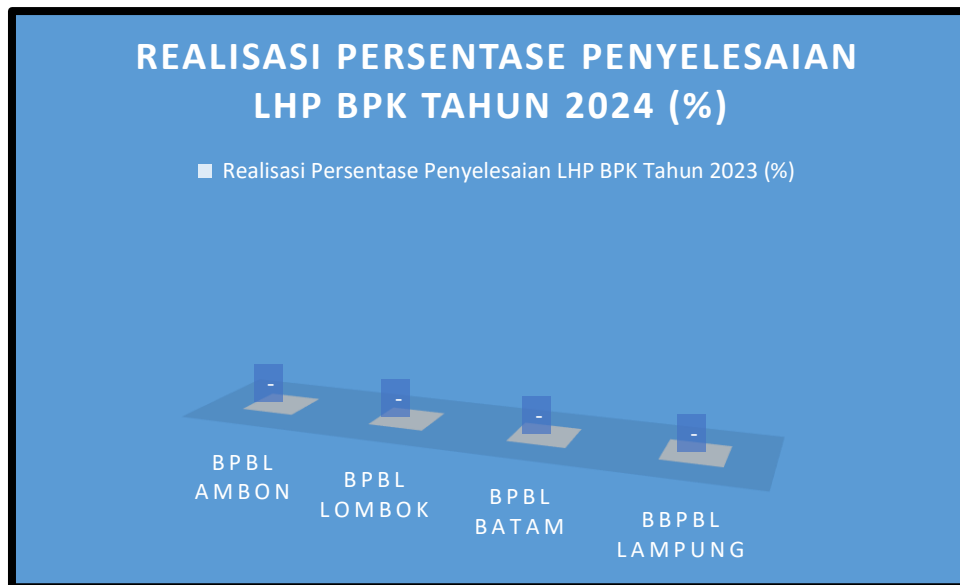 REALISASI PERSENTASE PENYELESAIAN
LHP BPK TAHUN 2024 (%)
Realisasi Persentase Penyelesaian LHP BPK Tahun 2023 (%)
-
-
-
-
BPBL
AMBON
BPBL
LOMBOK
BPBL
BATAM
BBPBL
LAMPUNG